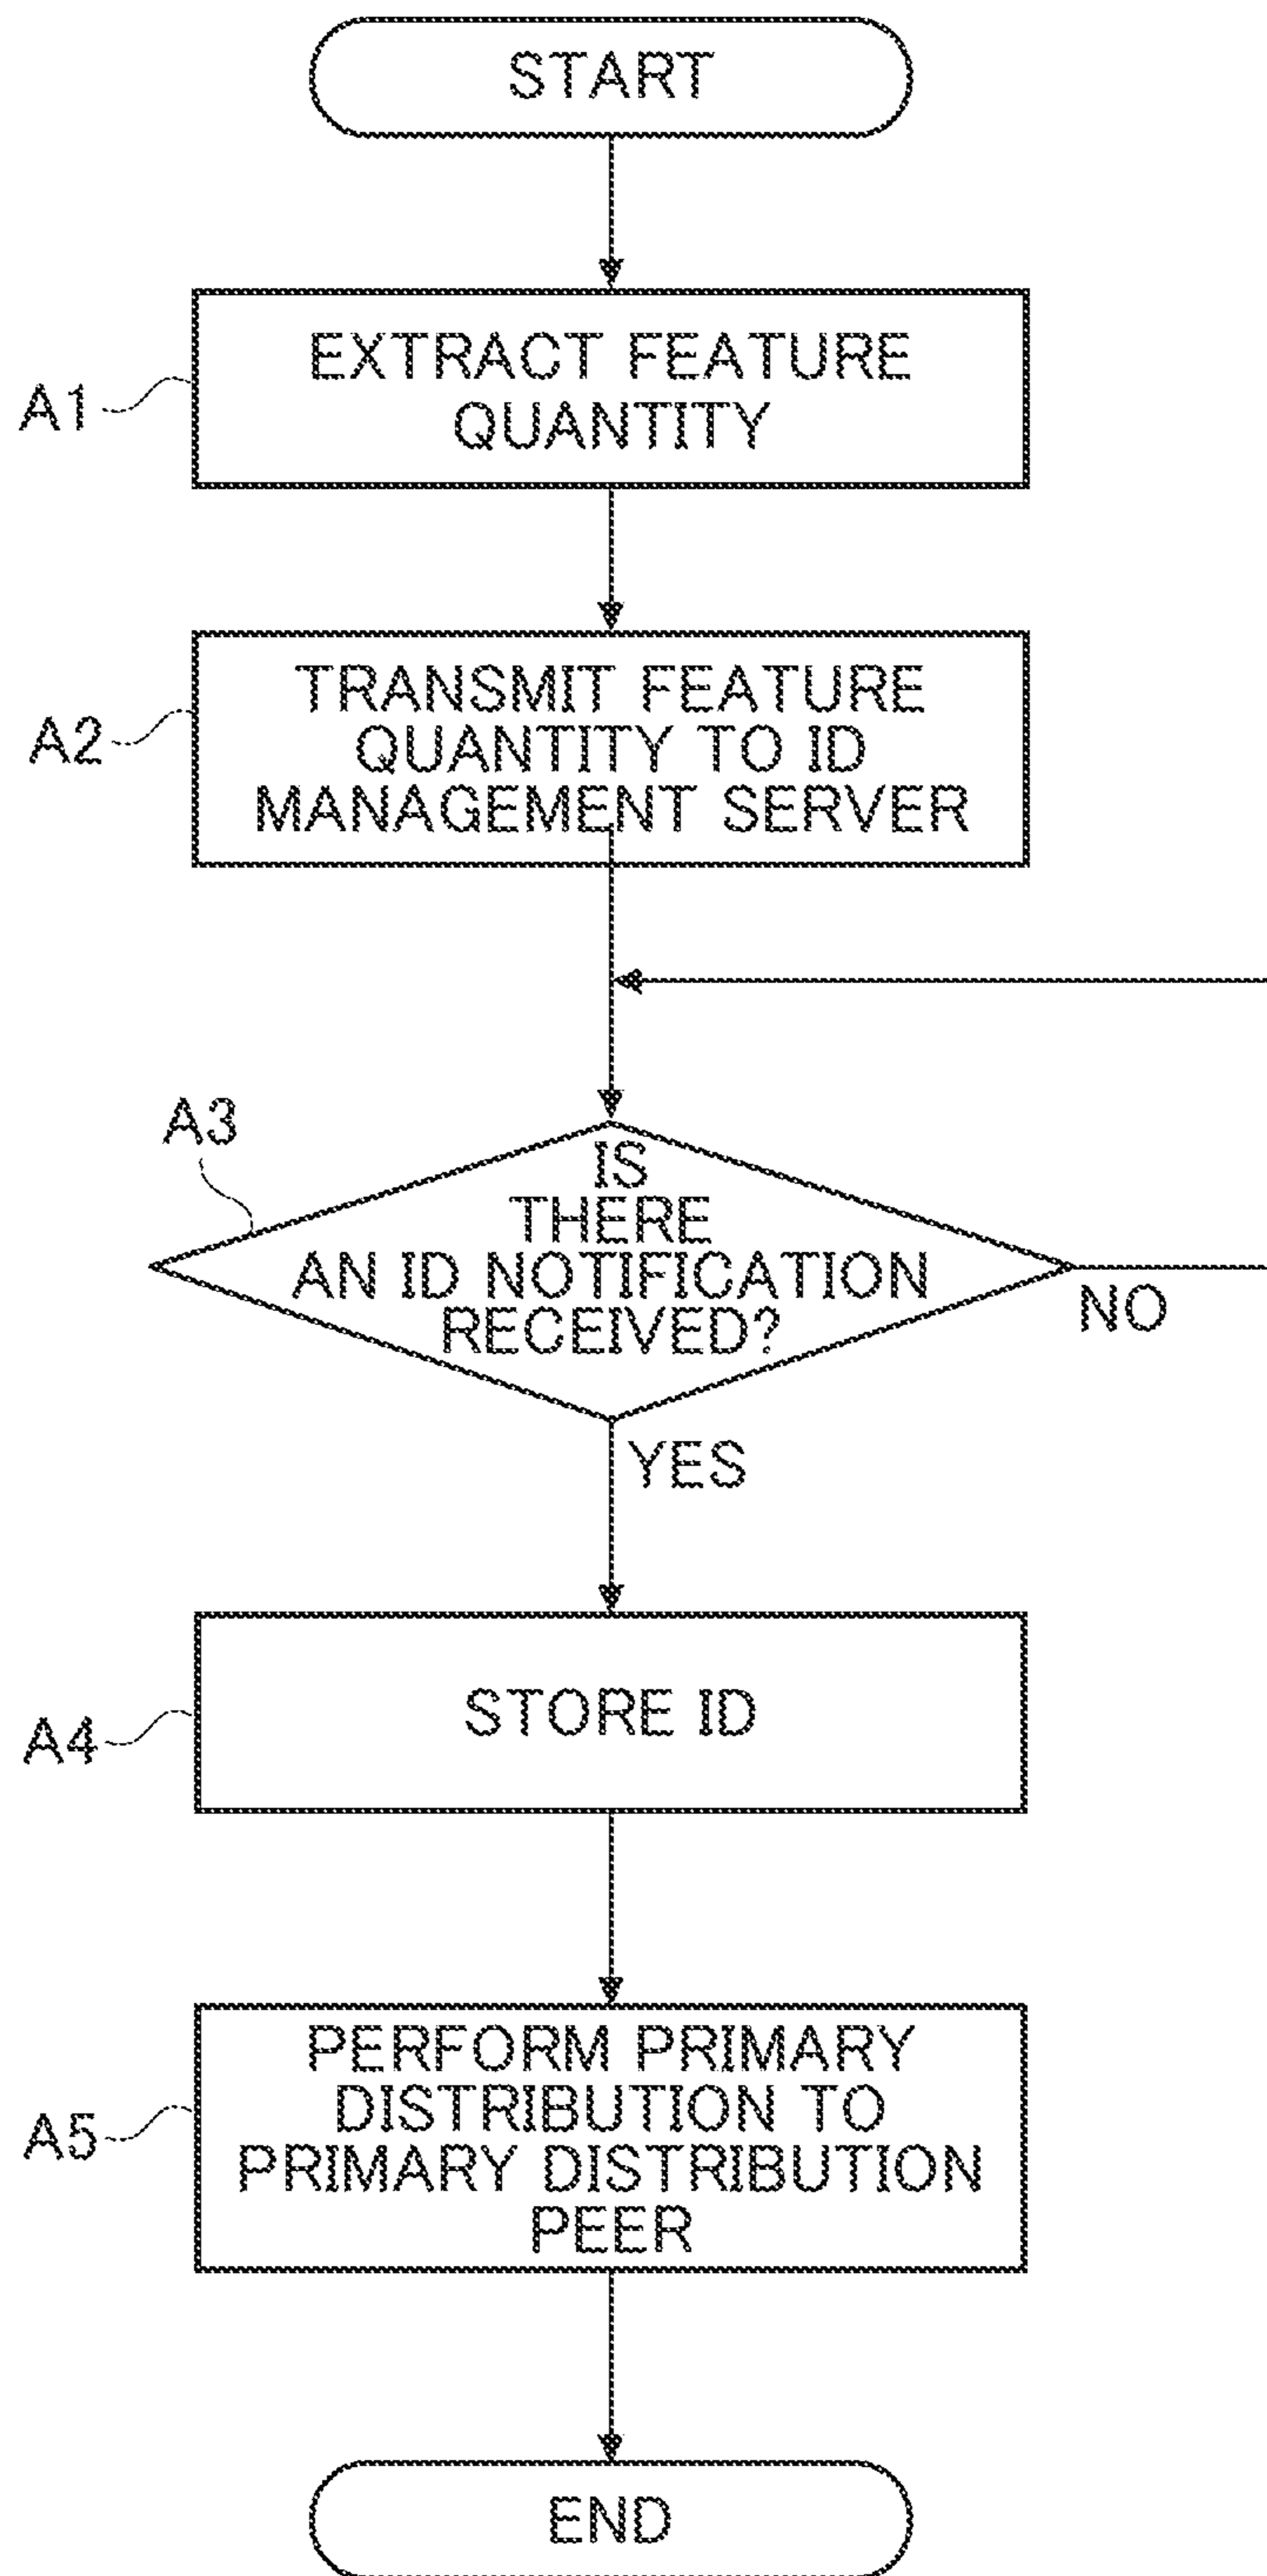 START
A1
EXTRACT FEATURE
QUANTITY
A2
TRANSMIT FEATURE
QUANTITY TO ID
MANAGEMENT SERVER
A3
IS
THERE
AN ID NOTIFICATION
RECEIVED?
NO
YES
A4
STORE ID
A5
PERFORM PRIMARY
DISTRIBUTION TO
PRIMARY DISTRIBUTION
PEER
END